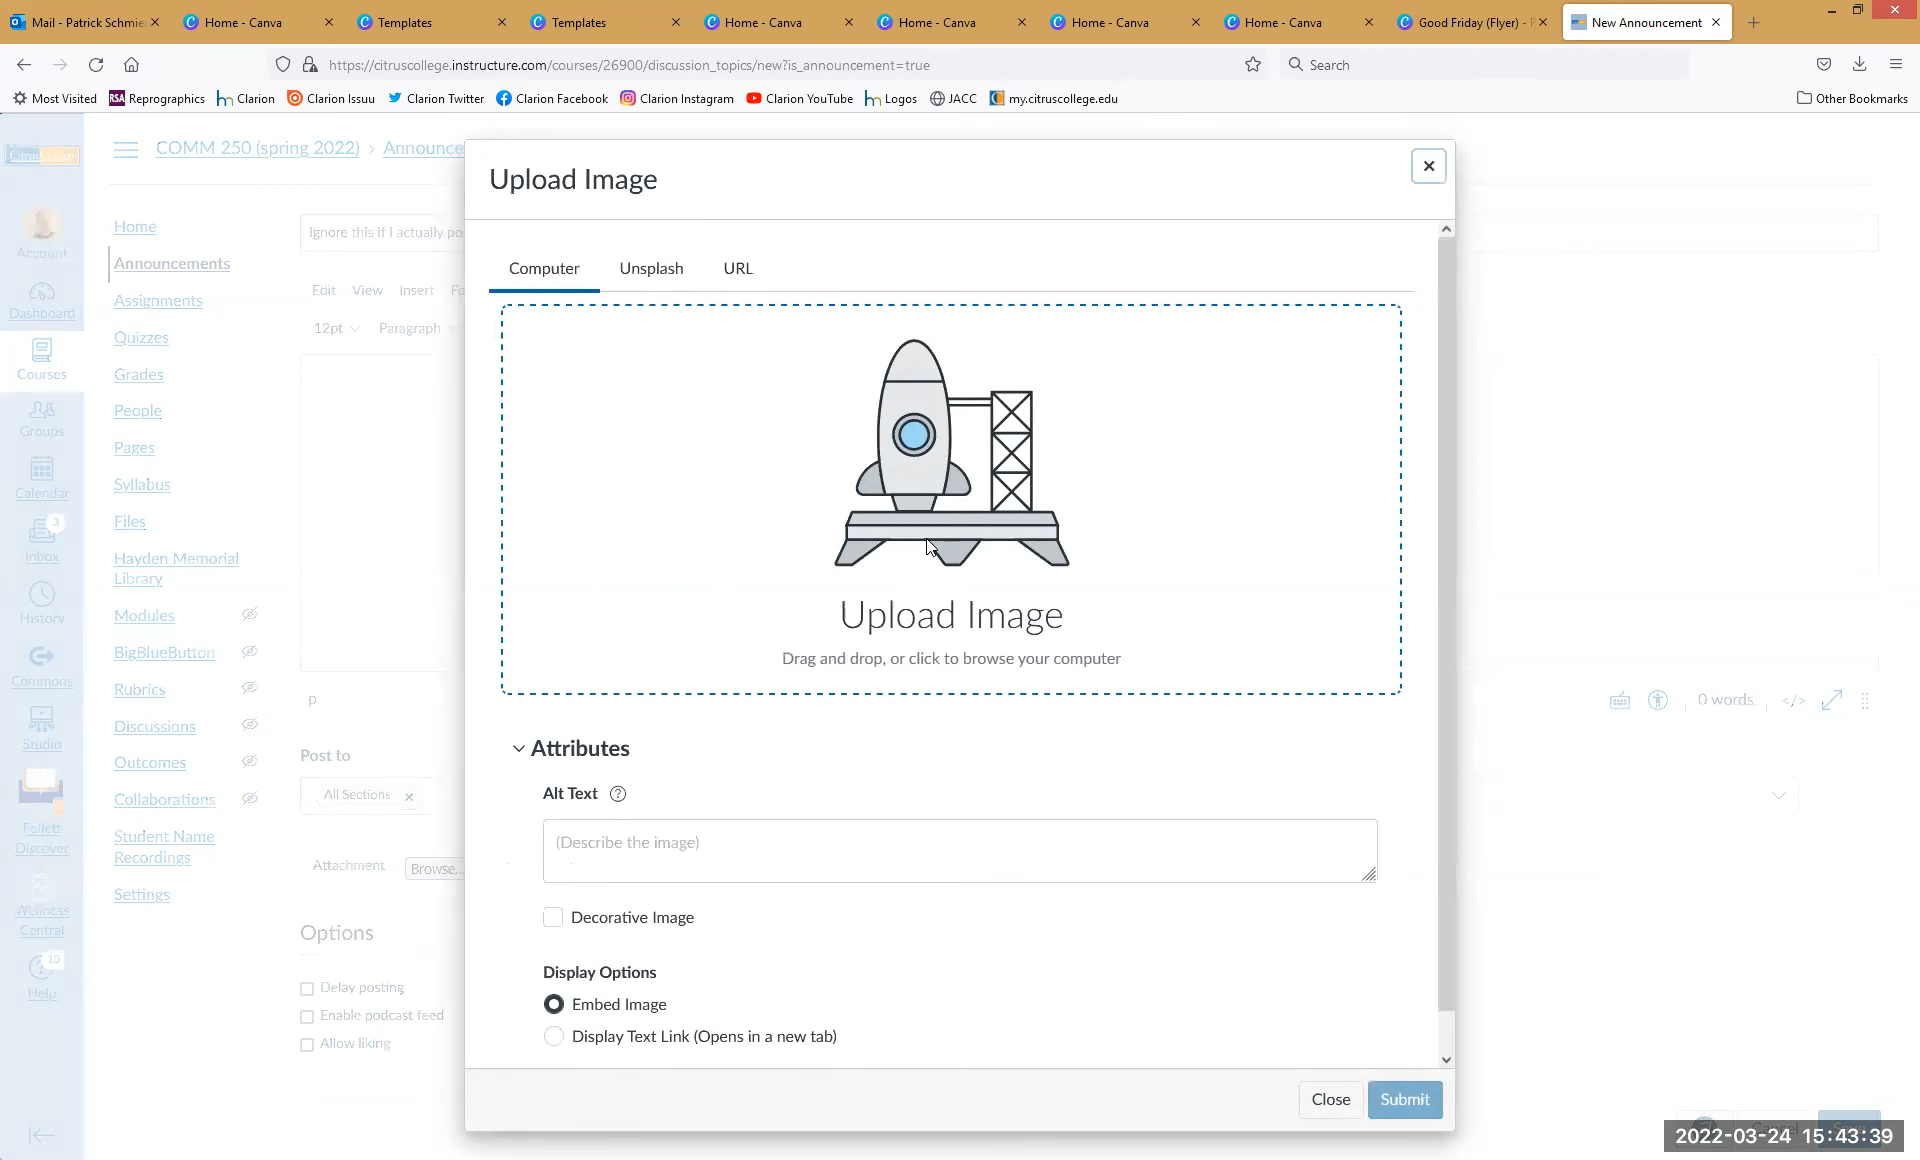 Mail - Patrick Schmie
Home - Canva
Templates
Templates
Home - Canva
Home - Canva
Home - Canva
Home - Canva
Good Friday (Flyer) -
New Announcement
https://citruscollege.instructure.com/courses/26900/discussion_topics/new?is_announcement=true
Search
Most Visited
RSA Reprographics
Clarion
Clarion Issuu
Clarion Twitter
Clarion Facebook
Clarion Instagram
Clarion YouTube
Logos
JACC
my.citruscollege.edu
Other Bookmarks
COMM 250 (spring 2022) > Announce
Account
Dashboard
Courses
Groups
Calendar
3
Inbox
History
Commons
Studio
Follett
Discover
Wellness
Central
10
Help
Home
Announcements
Assignments
Quizzes
Grades
People
Pages
Syllabus
Files
Hayden Memorial
Library
Modules
BigBlueButton
Rubrics
Discussions
Outcomes
Collaborations
Student Name
Recordings
Settings
Ignore this if I actually po
Edit View Insert Fo
12pt Paragraph
p
0 words
</>
Post to
All Sections
Attachment Browse...
Options
Delay posting
Enable podcast feed
Allow liking
Upload Image
Computer Unsplash URL
Upload Image
Drag and drop, or click to browse your computer
Attributes
Alt Text ?
(Describe the image)
Decorative Image
Display Options
Embed Image
Display Text Link (Opens in a new tab)
Close Submit
Cancel
2022-03-24 15:43:39